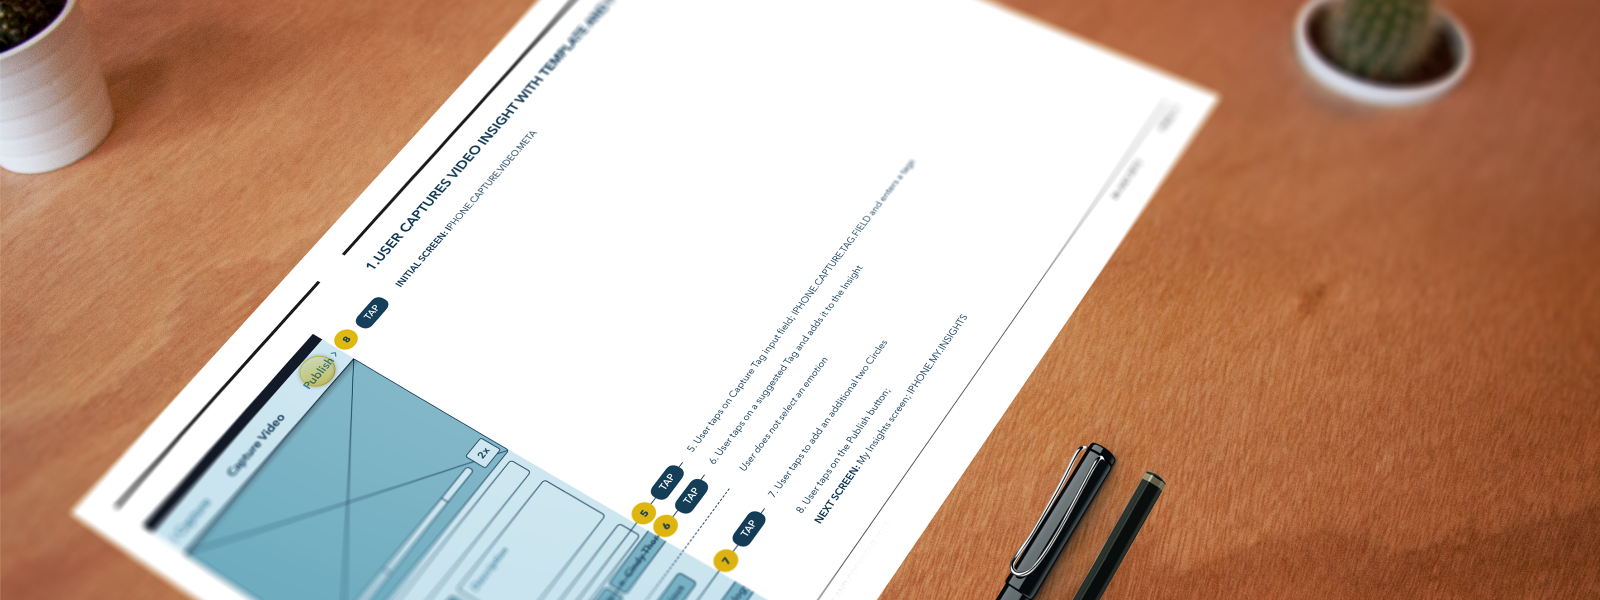 1.USER CAPTURES VIDEO INSIGHT WITH TEMPLATE AND
INITIAL SCREEN: IPHONE.CAPTURE.VIDEO.META
8
TAP
Publish >
Capture Video
2x
Description
5
TAP
5. User taps on Capture Tag input field; IPHONE.CAPTURE.TAG.FIELD and enters a tags
6
TAP
6. User taps on a suggested Tag and adds it to the Insight
User does not select an emotion
7
TAP
7. User taps to add an additional two Circles
8. User taps on the Publish button;
NEXT SCREEN: My Insights screen; IPHONE.MY.INSIGHTS